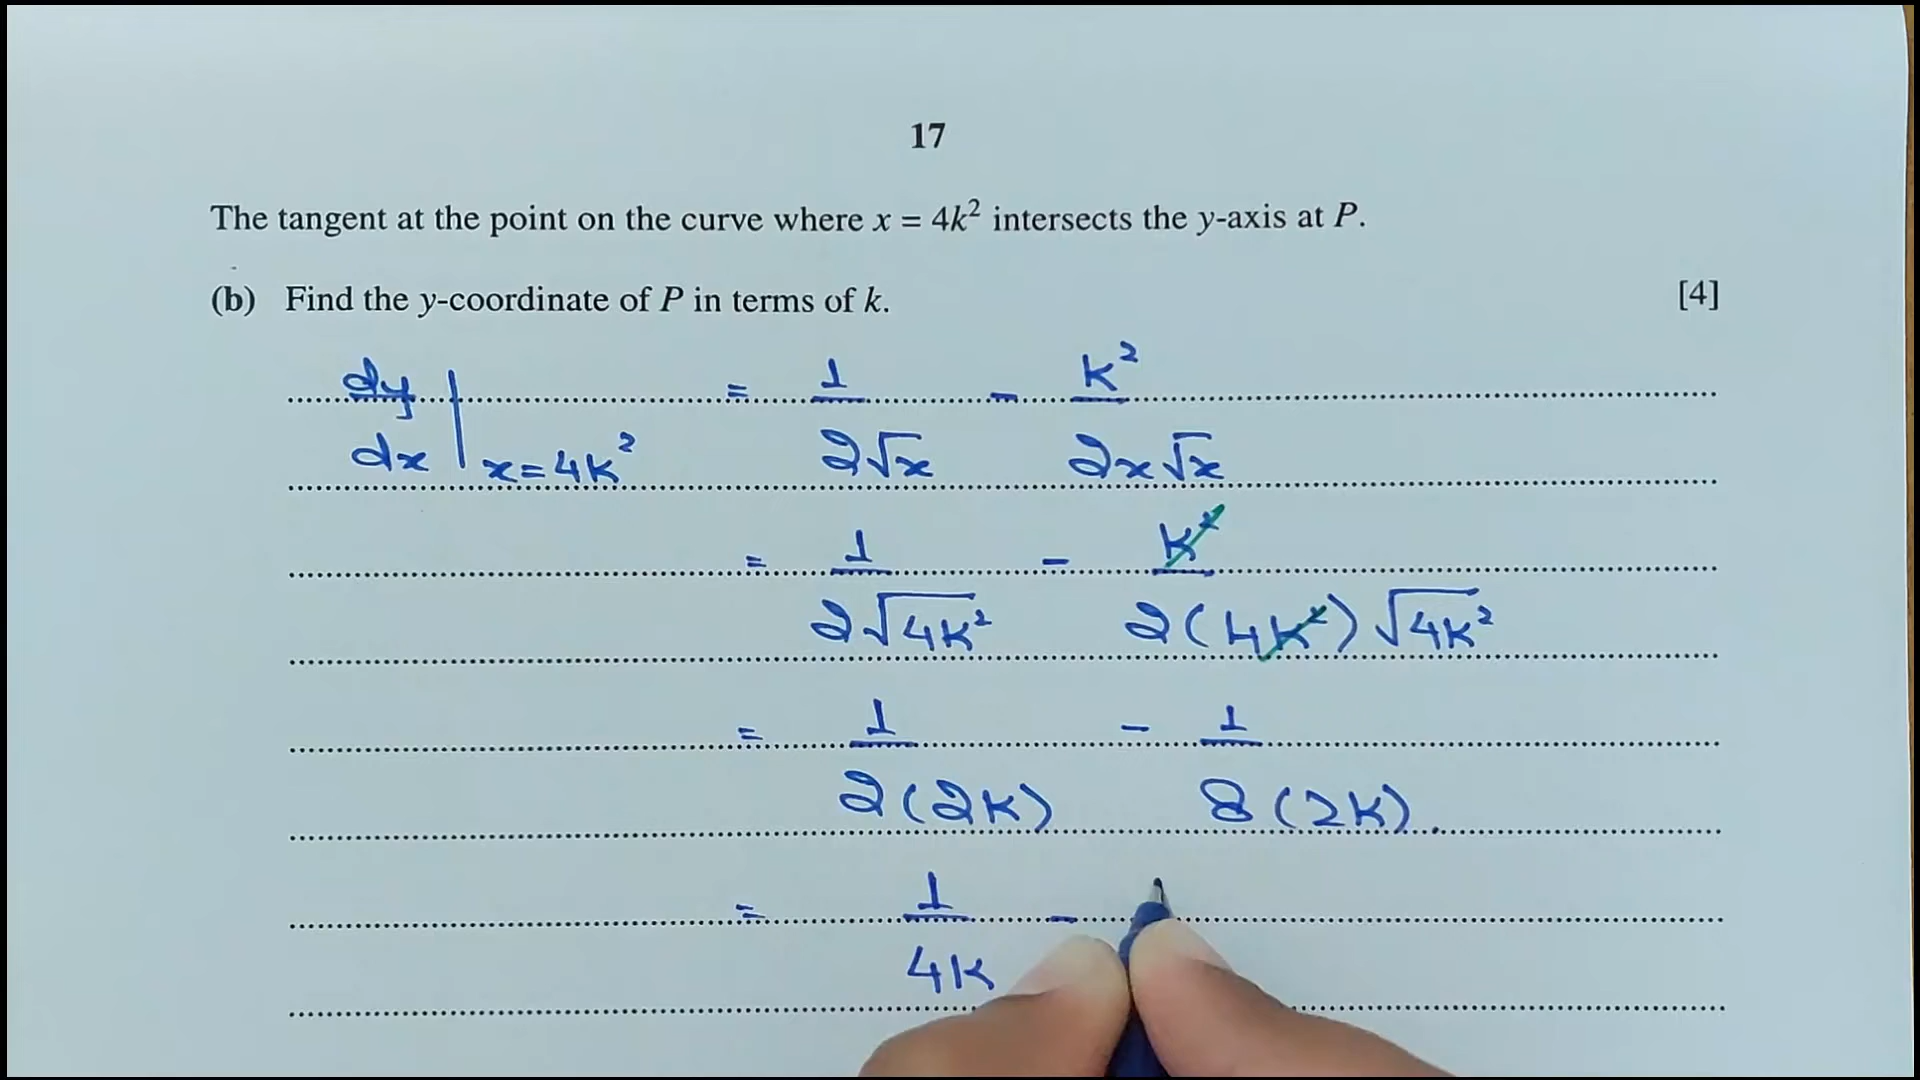 17
The tangent at the point on the curve where x = 4k² intersects the y-axis at P.
(b) Find the y-coordinate of P in terms of k. [4]
dy/dx | x=4k² = 1/(2√x) - k²/(2x√x)
= 1/(2√(4k²)) - k²/(2(4k²)√(4k²))
= 1/(2(2k)) - 1/(8(2k)).
= 1/(4k) -